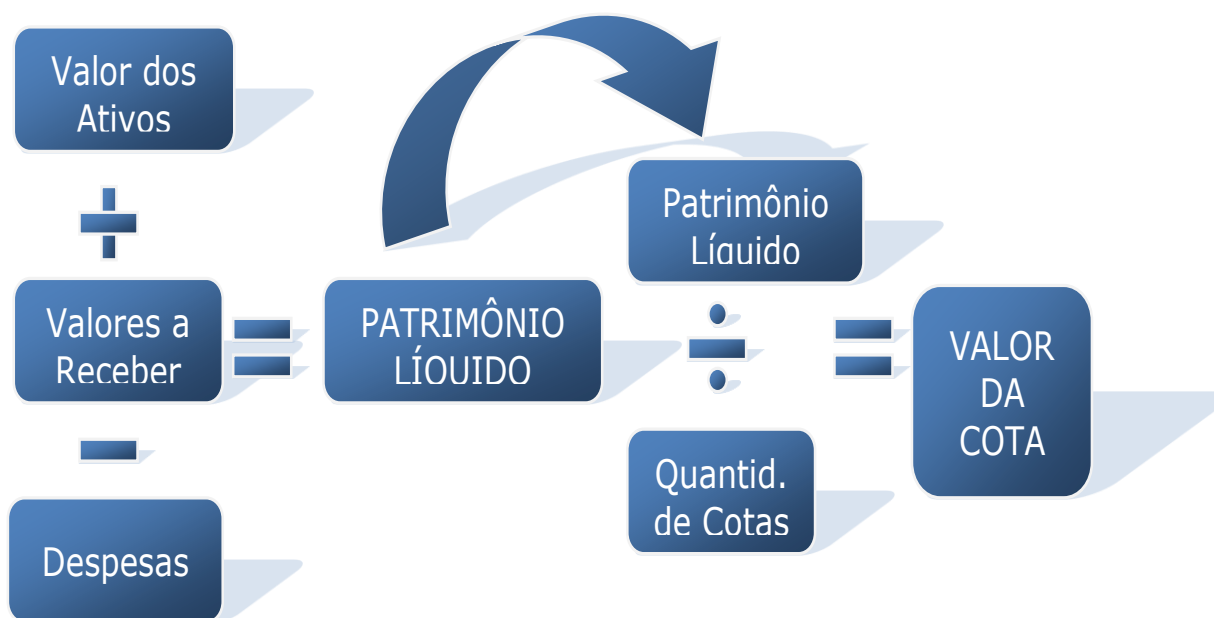 Valor dos
Ativos
Valores a
Receber
Despesas
PATRIMÔNIO
LÍQUIDO
Patrimônio
Líquido
Quantid.
de Cotas
VALOR
DA
COTA